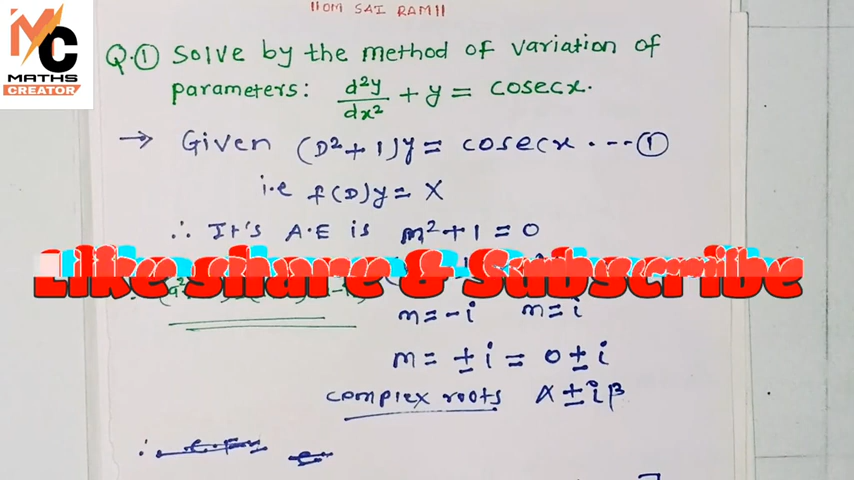 ||OM SAI RAM||
MC
MATHS
CREATOR
Q.① Solve by the method of variation of
parameters: d²y/dx² + y = cosecx.
→ Given (D²+1)y = cosecx ---- ①
i.e f(D)y = X
∴ It's A.E is m²+1 = 0
Like share & Subscribe
m = -i m = i
m = ±i = 0 ± i
complex roots α ± iβ
∴